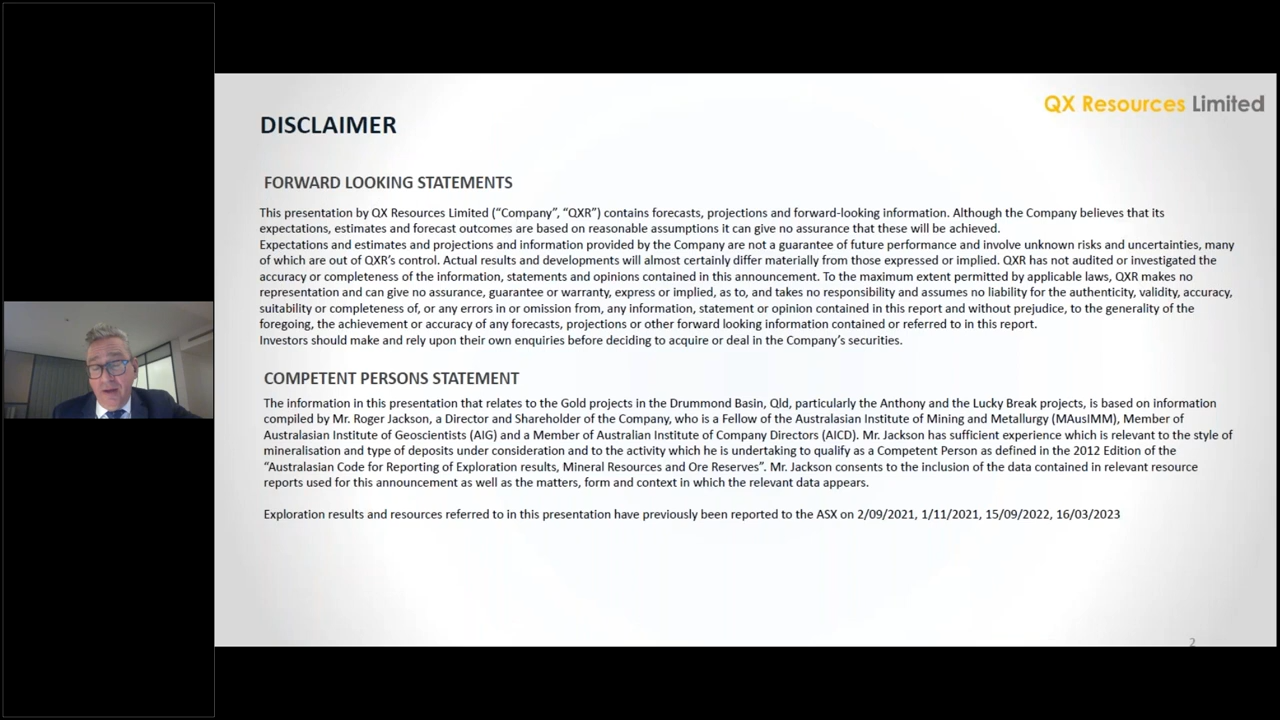 QX Resources Limited
DISCLAIMER
FORWARD LOOKING STATEMENTS
This presentation by QX Resources Limited (“Company”, “QXR”) contains forecasts, projections and forward-looking information. Although the Company believes that its
expectations, estimates and forecast outcomes are based on reasonable assumptions it can give no assurance that these will be achieved.
Expectations and estimates and projections and information provided by the Company are not a guarantee of future performance and involve unknown risks and uncertainties, many
of which are out of QXR’s control. Actual results and developments will almost certainly differ materially from those expressed or implied. QXR has not audited or investigated the
accuracy or completeness of the information, statements and opinions contained in this announcement. To the maximum extent permitted by applicable laws, QXR makes no
representation and can give no assurance, guarantee or warranty, express or implied, as to, and takes no responsibility and assumes no liability for the authenticity, validity, accuracy,
suitability or completeness of, or any errors in or omission from, any information, statement or opinion contained in this report and without prejudice, to the generality of the
foregoing, the achievement or accuracy of any forecasts, projections or other forward looking information contained or referred to in this report.
Investors should make and rely upon their own enquiries before deciding to acquire or deal in the Company’s securities.
COMPETENT PERSONS STATEMENT
The information in this presentation that relates to the Gold projects in the Drummond Basin, Qld, particularly the Anthony and the Lucky Break projects, is based on information
compiled by Mr. Roger Jackson, a Director and Shareholder of the Company, who is a Fellow of the Australasian Institute of Mining and Metallurgy (MAusIMM), Member of
Australasian Institute of Geoscientists (AIG) and a Member of Australian Institute of Company Directors (AICD). Mr. Jackson has sufficient experience which is relevant to the style of
mineralisation and type of deposits under consideration and to the activity which he is undertaking to qualify as a Competent Person as defined in the 2012 Edition of the
“Australasian Code for Reporting of Exploration results, Mineral Resources and Ore Reserves”. Mr. Jackson consents to the inclusion of the data contained in relevant resource
reports used for this announcement as well as the matters, form and context in which the relevant data appears.
Exploration results and resources referred to in this presentation have previously been reported to the ASX on 2/09/2021, 1/11/2021, 15/09/2022, 16/03/2023
2